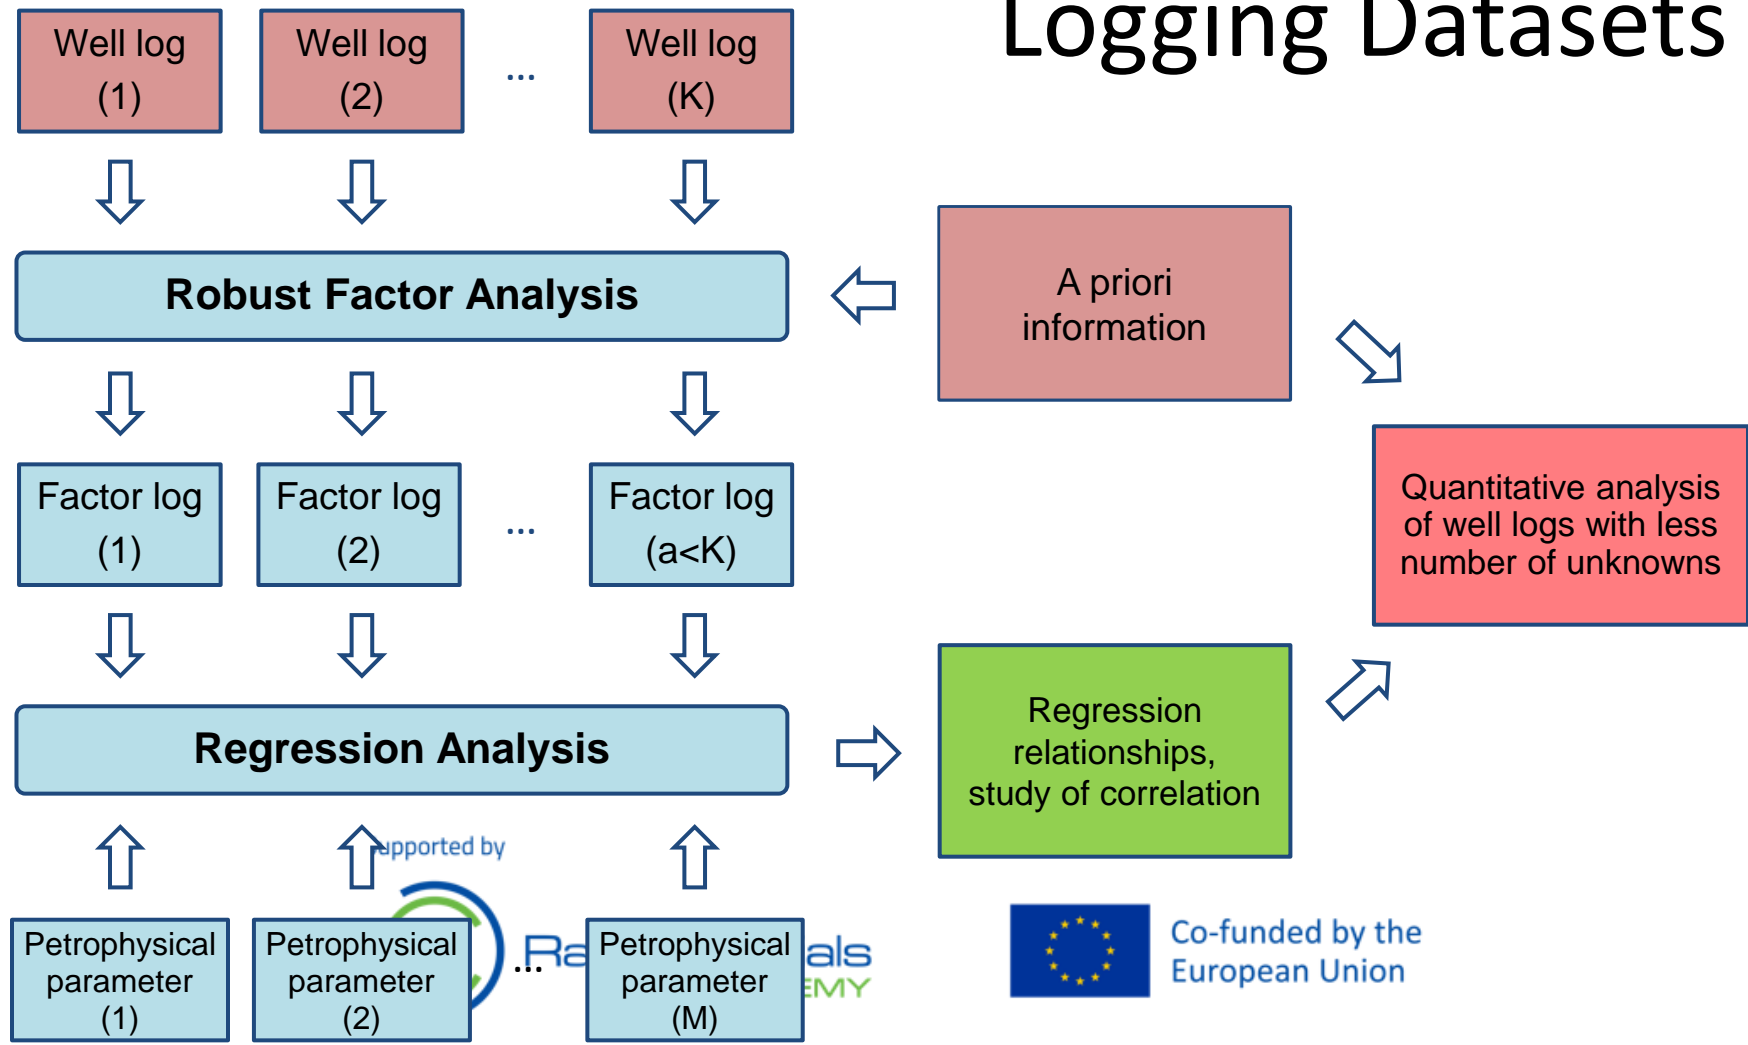 Logging Datasets
Well log
(1)
Well log
(2)
...
Well log
(K)
Robust Factor Analysis
A priori
information
Factor log
(1)
Factor log
(2)
...
Factor log
(a<K)
Quantitative analysis
of well logs with less
number of unknowns
Regression Analysis
Regression
relationships,
study of correlation
upported by
Petrophysical
parameter
(1)
Petrophysical
parameter
(2)
...
Petrophysical
parameter
(M)
Co-funded by the
European Union